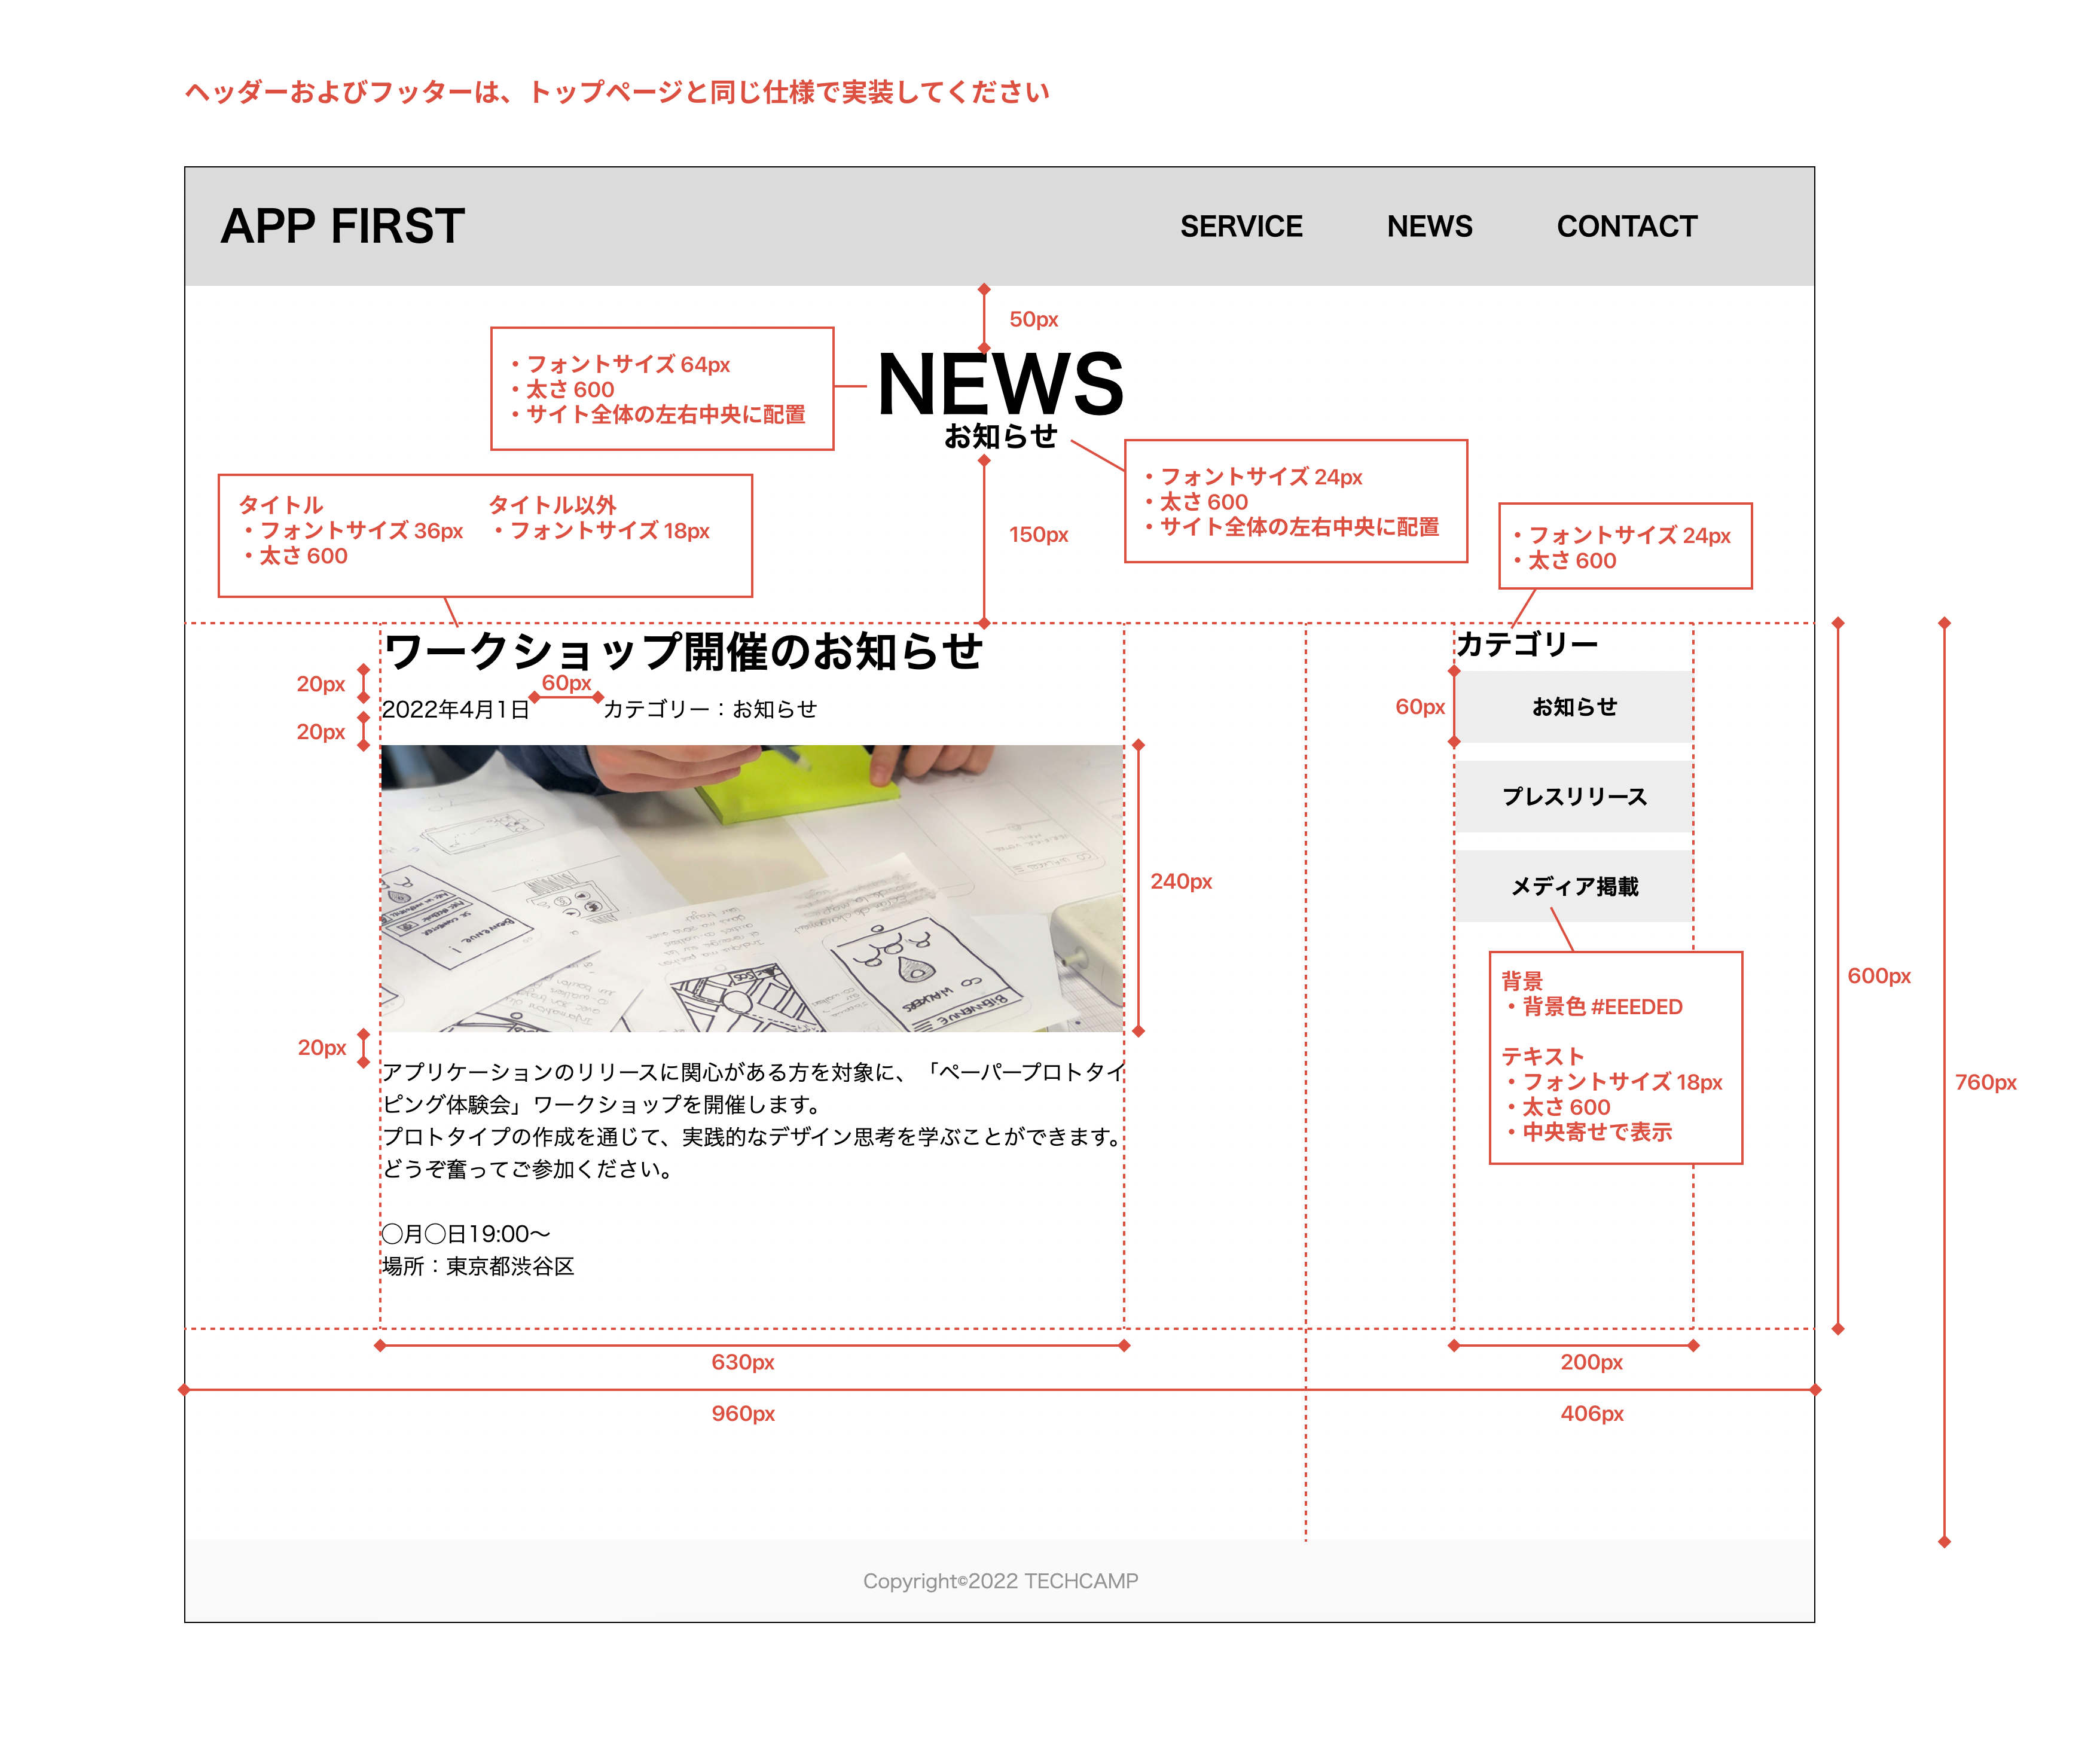 ヘッダーおよびフッターは、トップページと同じ仕様で実装してください
APP FIRST
SERVICE
NEWS
CONTACT
50px
・フォントサイズ 64px
・太さ 600
・サイト全体の左右中央に配置
NEWS
お知らせ
・フォントサイズ 24px
・太さ 600
・サイト全体の左右中央に配置
150px
タイトル
・フォントサイズ 36px
・太さ 600
タイトル以外
・フォントサイズ 18px
・フォントサイズ 24px
・太さ 600
ワークショップ開催のお知らせ
20px
60px
2022年4月1日
カテゴリー：お知らせ
20px
240px
20px
アプリケーションのリリースに関心がある方を対象に、「ペーパープロトタイ
ピング体験会」ワークショップを開催します。
プロトタイプの作成を通じて、実践的なデザイン思考を学ぶことができます。
どうぞ奮ってご参加ください。
◯月◯日19:00〜
場所：東京都渋谷区
カテゴリー
60px
お知らせ
プレスリリース
メディア掲載
背景
・背景色 #EEEDED
テキスト
・フォントサイズ 18px
・太さ 600
・中央寄せで表示
600px
760px
630px
200px
960px
406px
Copyright©2022 TECHCAMP